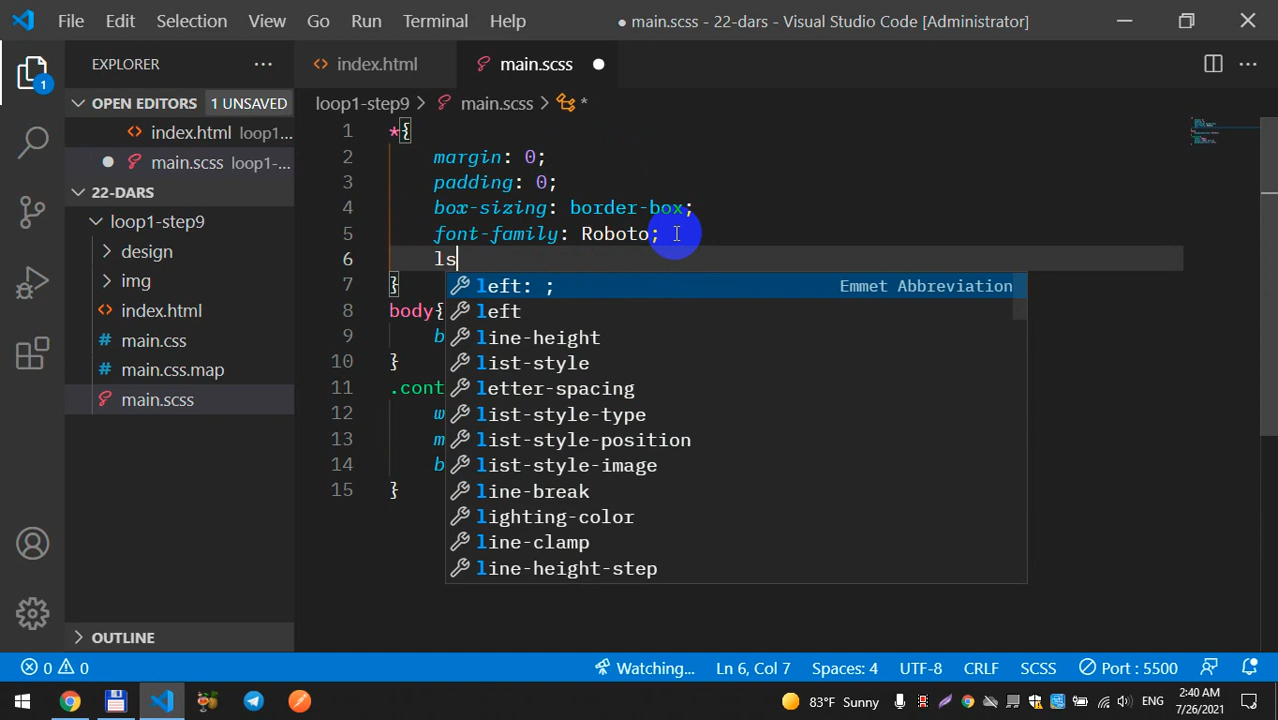 File Edit Selection View Go Run Terminal Help ● main.scss - 22-dars - Visual Studio Code [Administrator]
EXPLORER ...
index.html
main.scss
OPEN EDITORS 1 UNSAVED
index.html loop1-...
main.scss loop1-...
22-DARS
loop1-step9
design
img
index.html
main.css
main.css.map
main.scss
OUTLINE
loop1-step9 > main.scss > *
1 *{
2 margin: 0;
3 padding: 0;
4 box-sizing: border-box;
5 font-family: Roboto;
6 ls
7 }
8 body{
9 b
10 }
11 .cont
12 w
13 m
14 b
15 }
left: ; Emmet Abbreviation
left
line-height
list-style
letter-spacing
list-style-type
list-style-position
list-style-image
line-break
lighting-color
line-clamp
line-height-step
1
0 0 Watching... Ln 6, Col 7 Spaces: 4 UTF-8 CRLF SCSS Port : 5500
83°F Sunny ENG 2:40 AM
7/26/2021